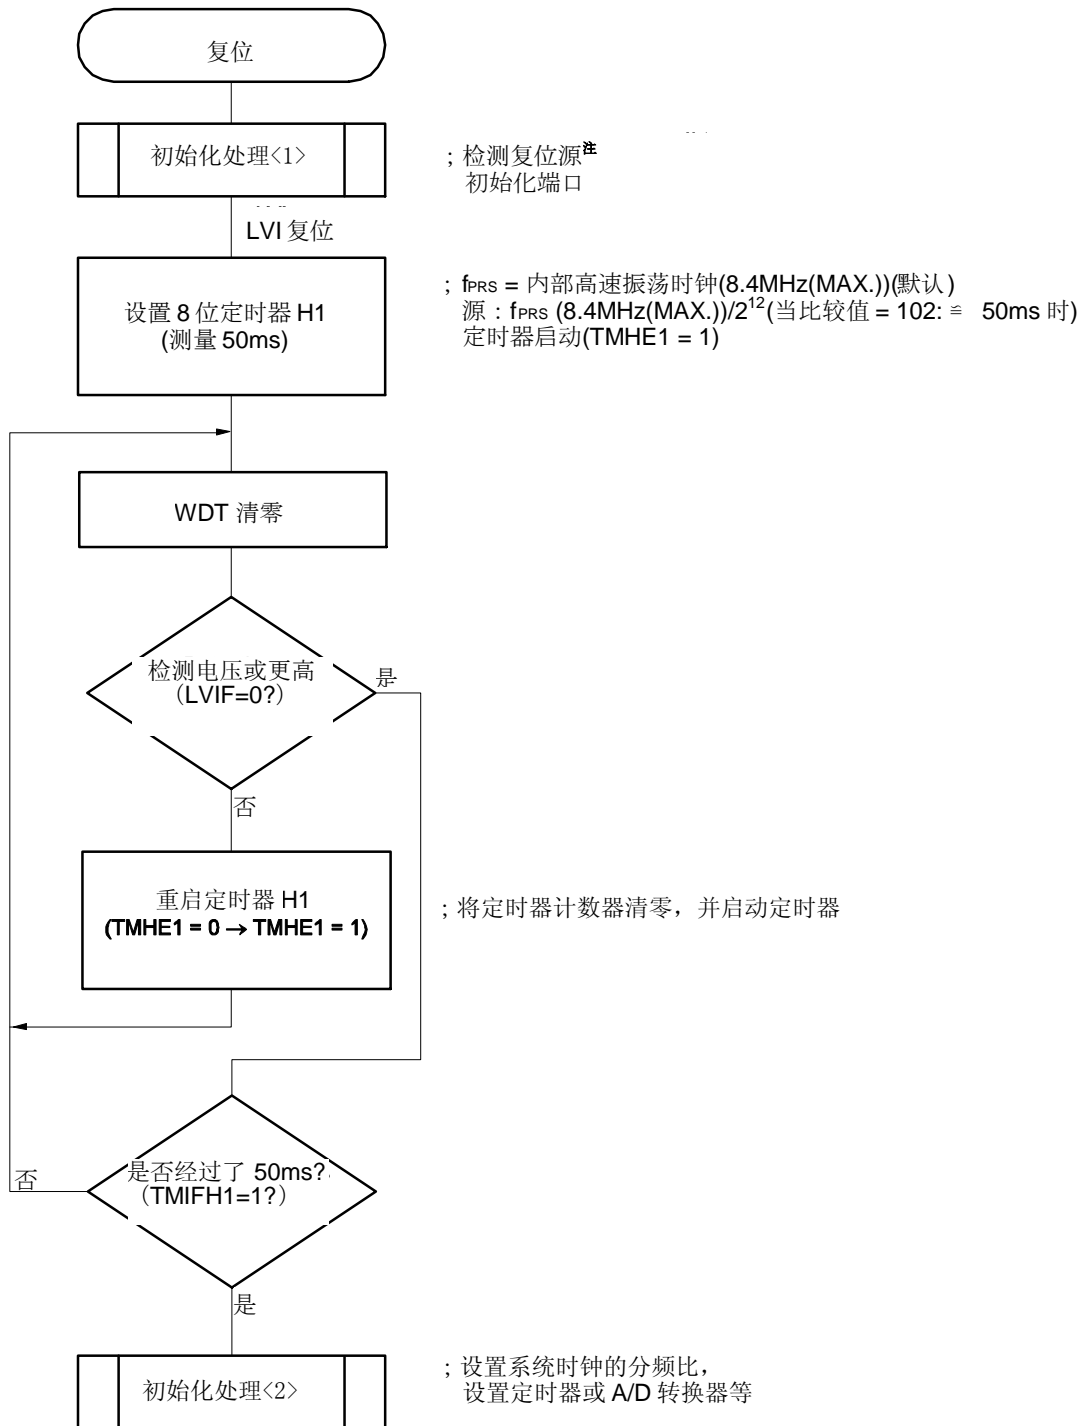 复位
初始化处理<1>
; 检测复位源注
初始化端口
LVI 复位
设置 8 位定时器 H1
(测量 50ms)
; fPRS = 内部高速振荡时钟(8.4MHz(MAX.))(默认)
源：fPRS (8.4MHz(MAX.))/2^12(当比较值 = 102: ≒ 50ms 时)
定时器启动(TMHE1 = 1)
WDT 清零
检测电压或更高
（LVIF=0?）
是
否
重启定时器 H1
(TMHE1 = 0 → TMHE1 = 1)
; 将定时器计数器清零，并启动定时器
是否经过了 50ms?
（TMIFH1=1?）
否
是
初始化处理<2>
; 设置系统时钟的分频比，
设置定时器或 A/D 转换器等